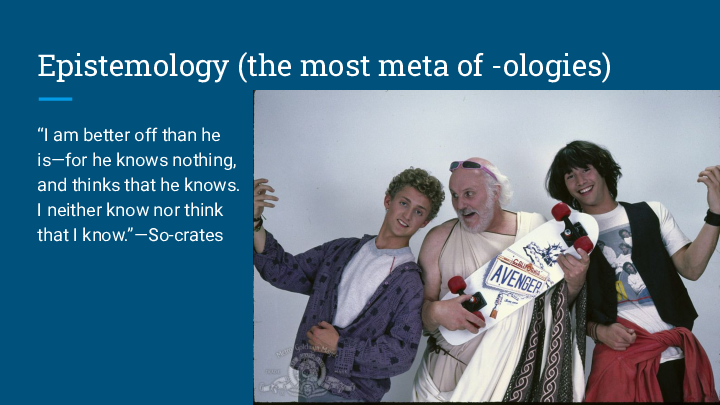 Epistemology (the most meta of -ologies)
“I am better off than he
is—for he knows nothing,
and thinks that he knows.
I neither know nor think
that I know.”—So-crates
CALIFORNIA
AVENGER